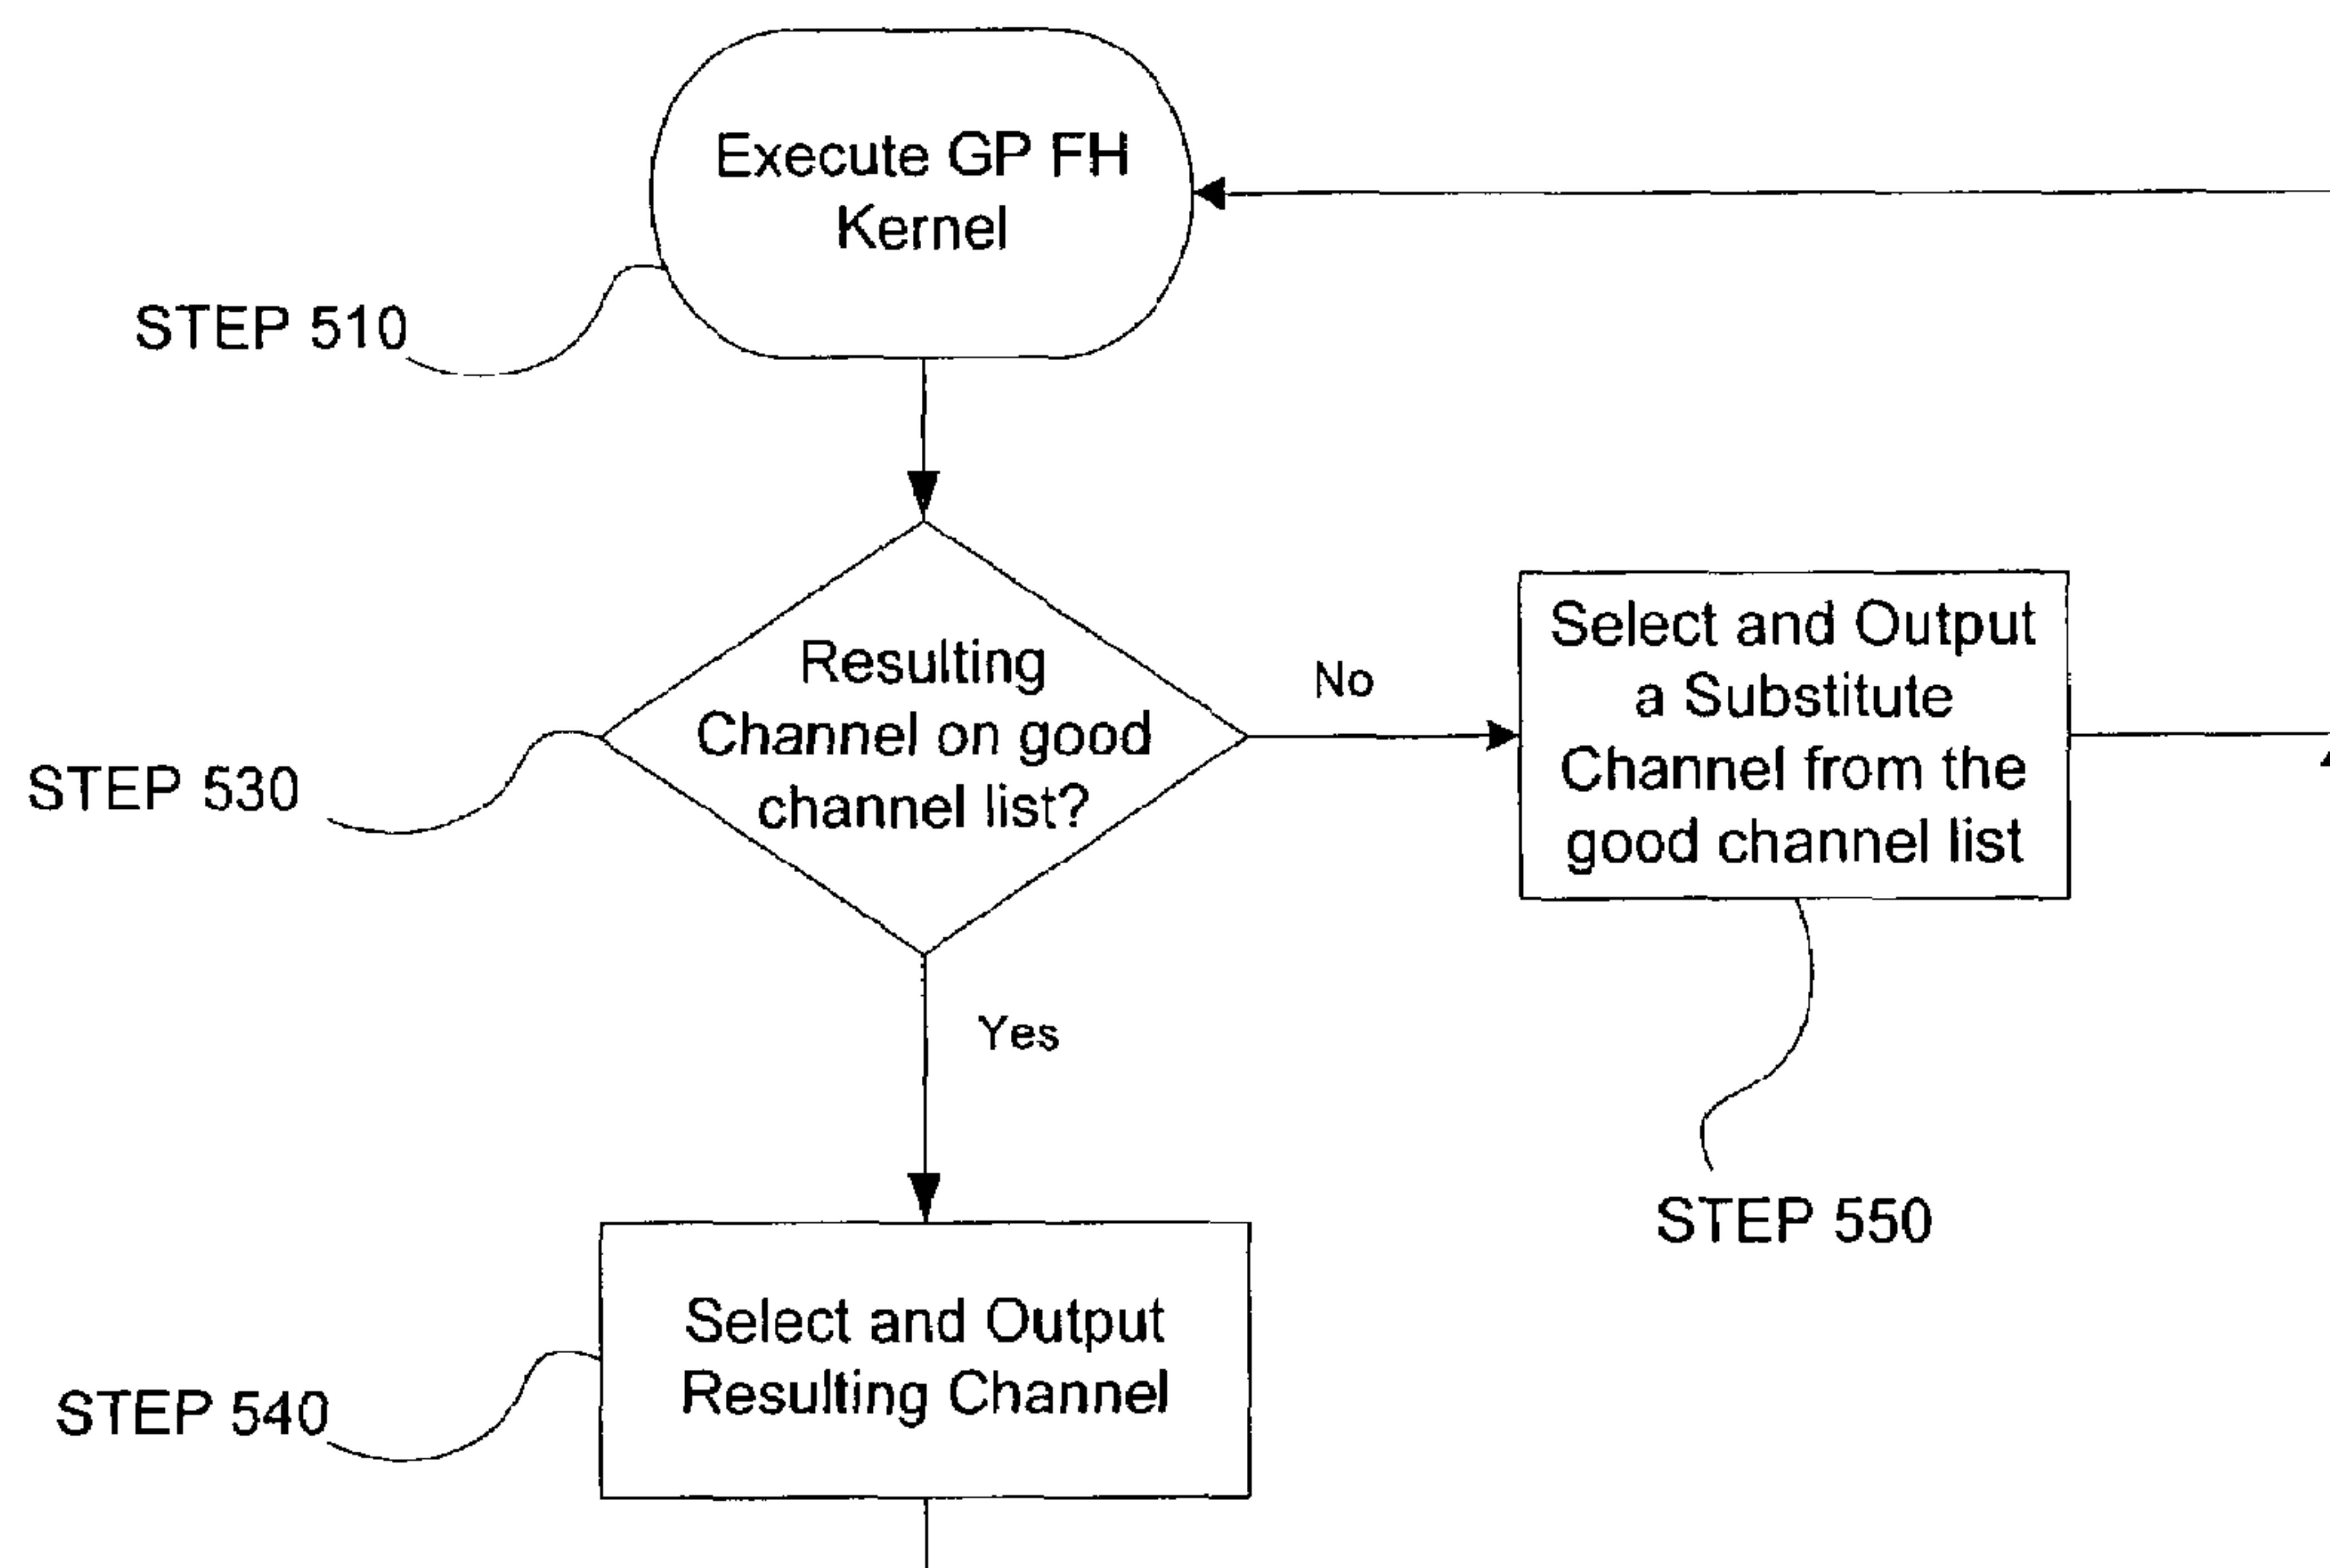 Execute GP FH
Kernel
STEP 510
Resulting
Channel on good
channel list?
STEP 530
No
Select and Output
a Substitute
Channel from the
good channel list
STEP 550
Yes
Select and Output
Resulting Channel
STEP 540